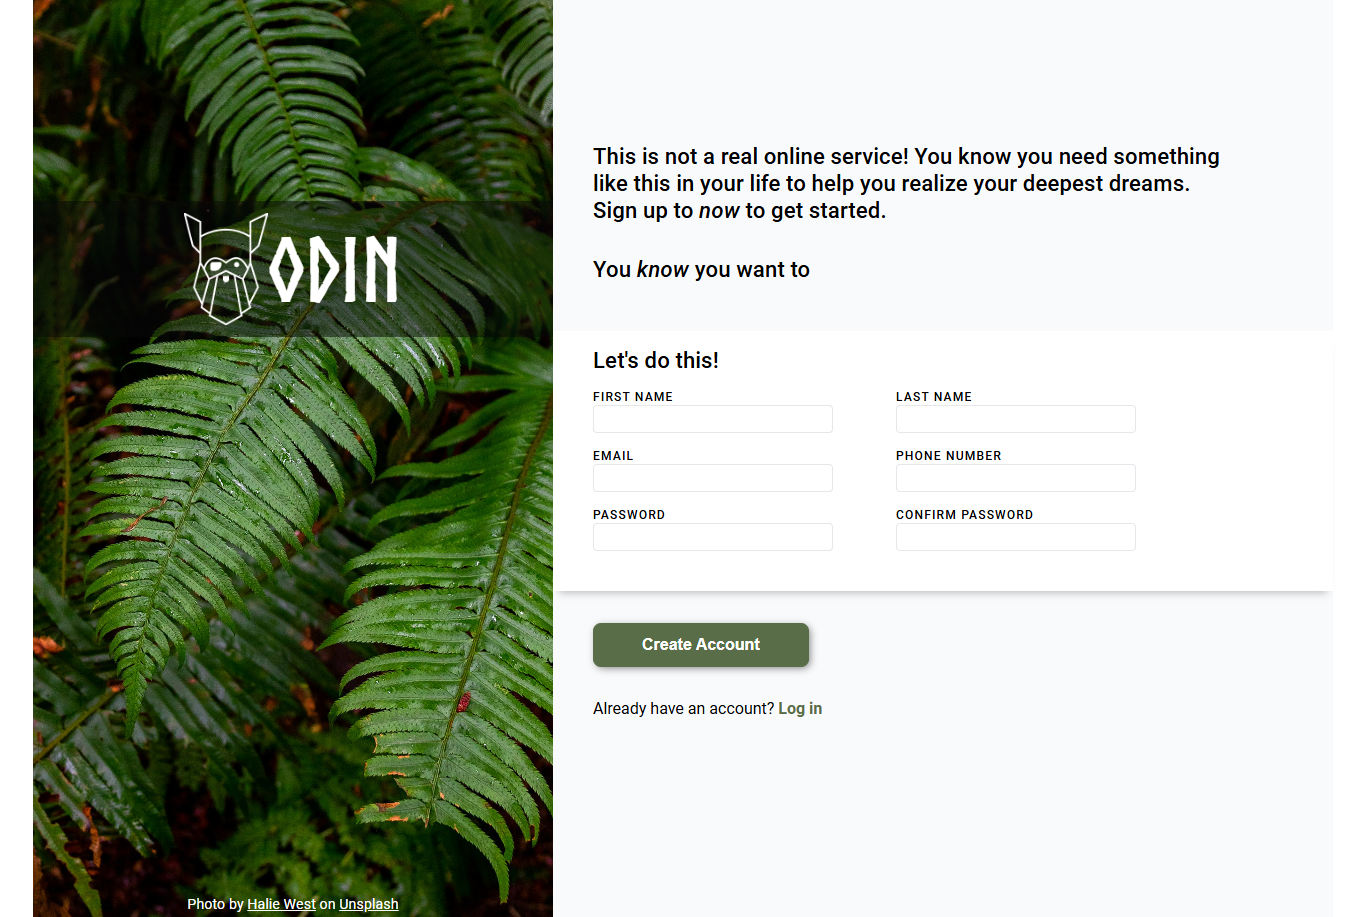 ODIN
Photo by Halie West on Unsplash
This is not a real online service! You know you need something
like this in your life to help you realize your deepest dreams.
Sign up to now to get started.
You know you want to
Let's do this!
FIRST NAME
LAST NAME
EMAIL
PHONE NUMBER
PASSWORD
CONFIRM PASSWORD
Create Account
Already have an account? Log in